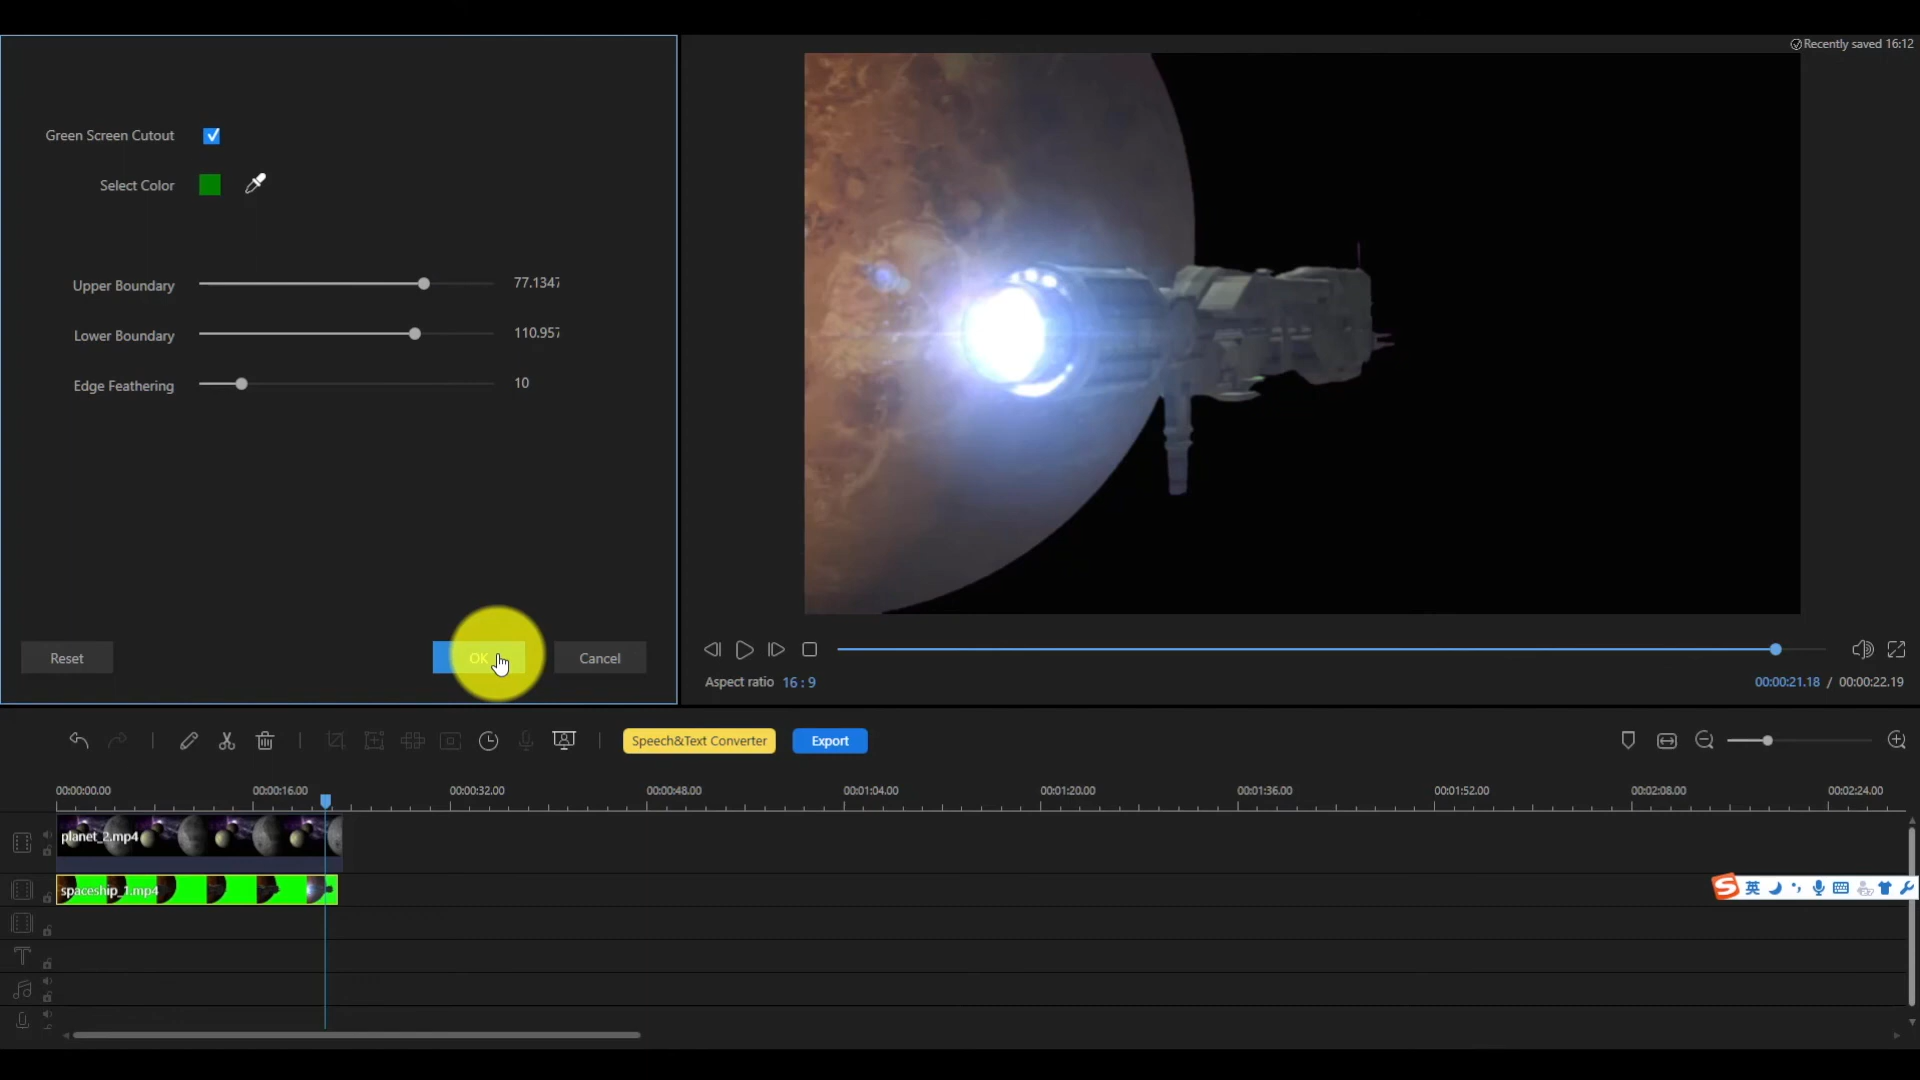 Recently saved 16:12
Green Screen Cutout
Select Color
Upper Boundary 77.1347
Lower Boundary 110.957
Edge Feathering 10
Reset OK Cancel
Aspect ratio 16 : 9 00:00:21.18 / 00:00:22.19
Speech&Text Converter Export
00:00:00.00 00:00:16.00 00:00:32.00 00:00:48.00 00:01:04.00 00:01:20.00 00:01:36.00 00:01:52.00 00:02:08.00 00:02:24.00
planet_2.mp4
spaceship_1.mp4
S 英
T